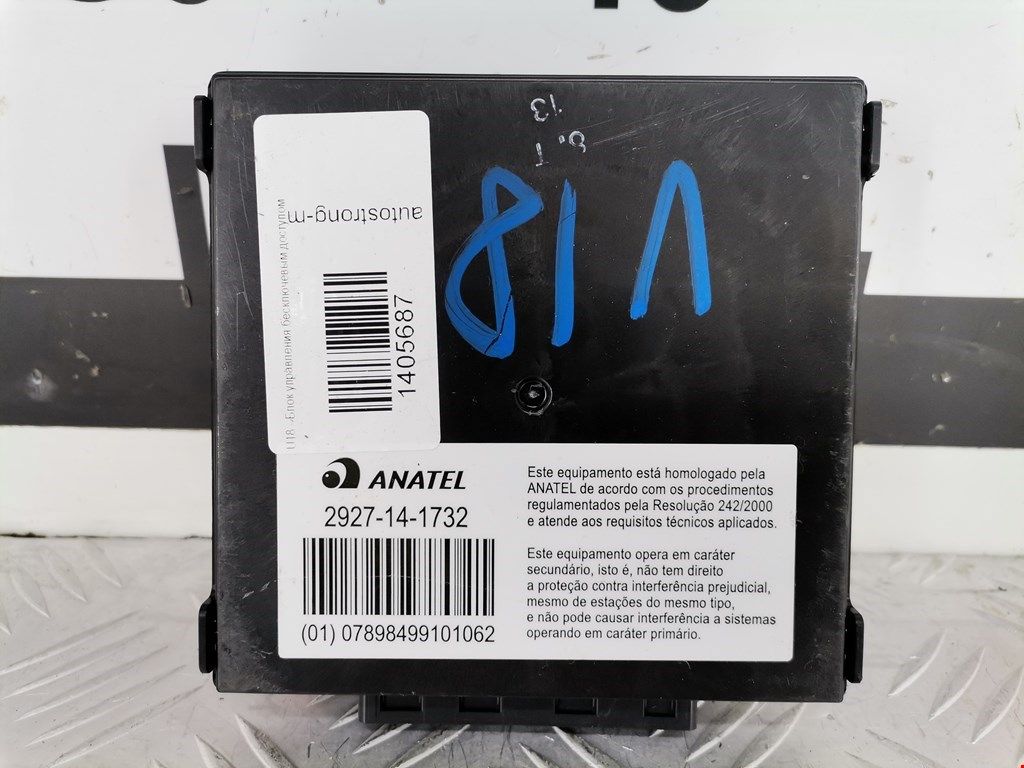 autostrong-m
1405687
Блок управления бесключевым доступом
ANATEL
2927-14-1732
(01) 07898499101062
Este equipamento está homologado pela
ANATEL de acordo com os procedimentos
regulamentados pela Resolução 242/2000
e atende aos requisitos técnicos aplicados.
Este equipamento opera em caráter
secundário, isto é, não tem direito
a proteção contra interferência prejudicial,
mesmo de estações do mesmo tipo,
e não pode causar interferência a sistemas
operando em caráter primário.